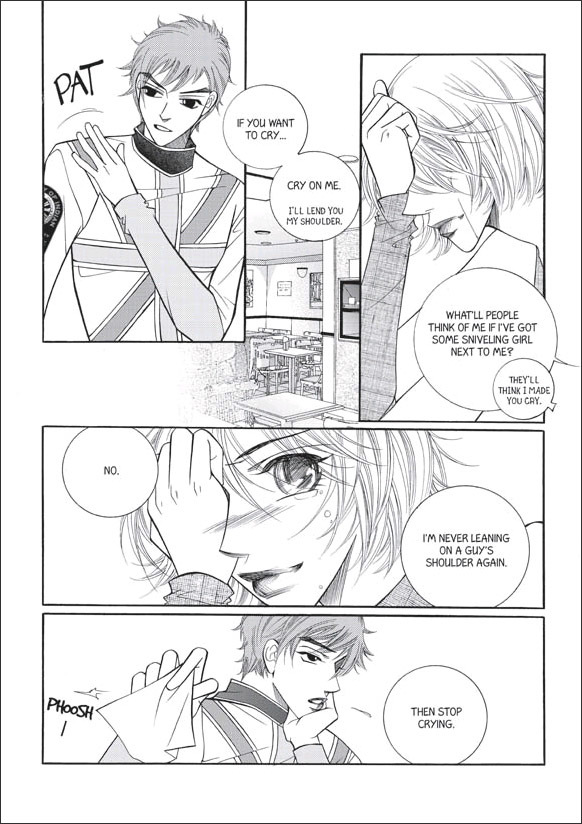 PAT
IF YOU WANT
TO CRY...
CRY ON ME.
I'LL LEND YOU
MY SHOULDER.
WHAT'LL PEOPLE
THINK OF ME IF I'VE GOT
SOME SNIVELING GIRL
NEXT TO ME?
THEY'LL
THINK I MADE
YOU CRY.
NO.
I'M NEVER LEANING
ON A GUY'S
SHOULDER AGAIN.
PHOOSH
THEN STOP
CRYING.